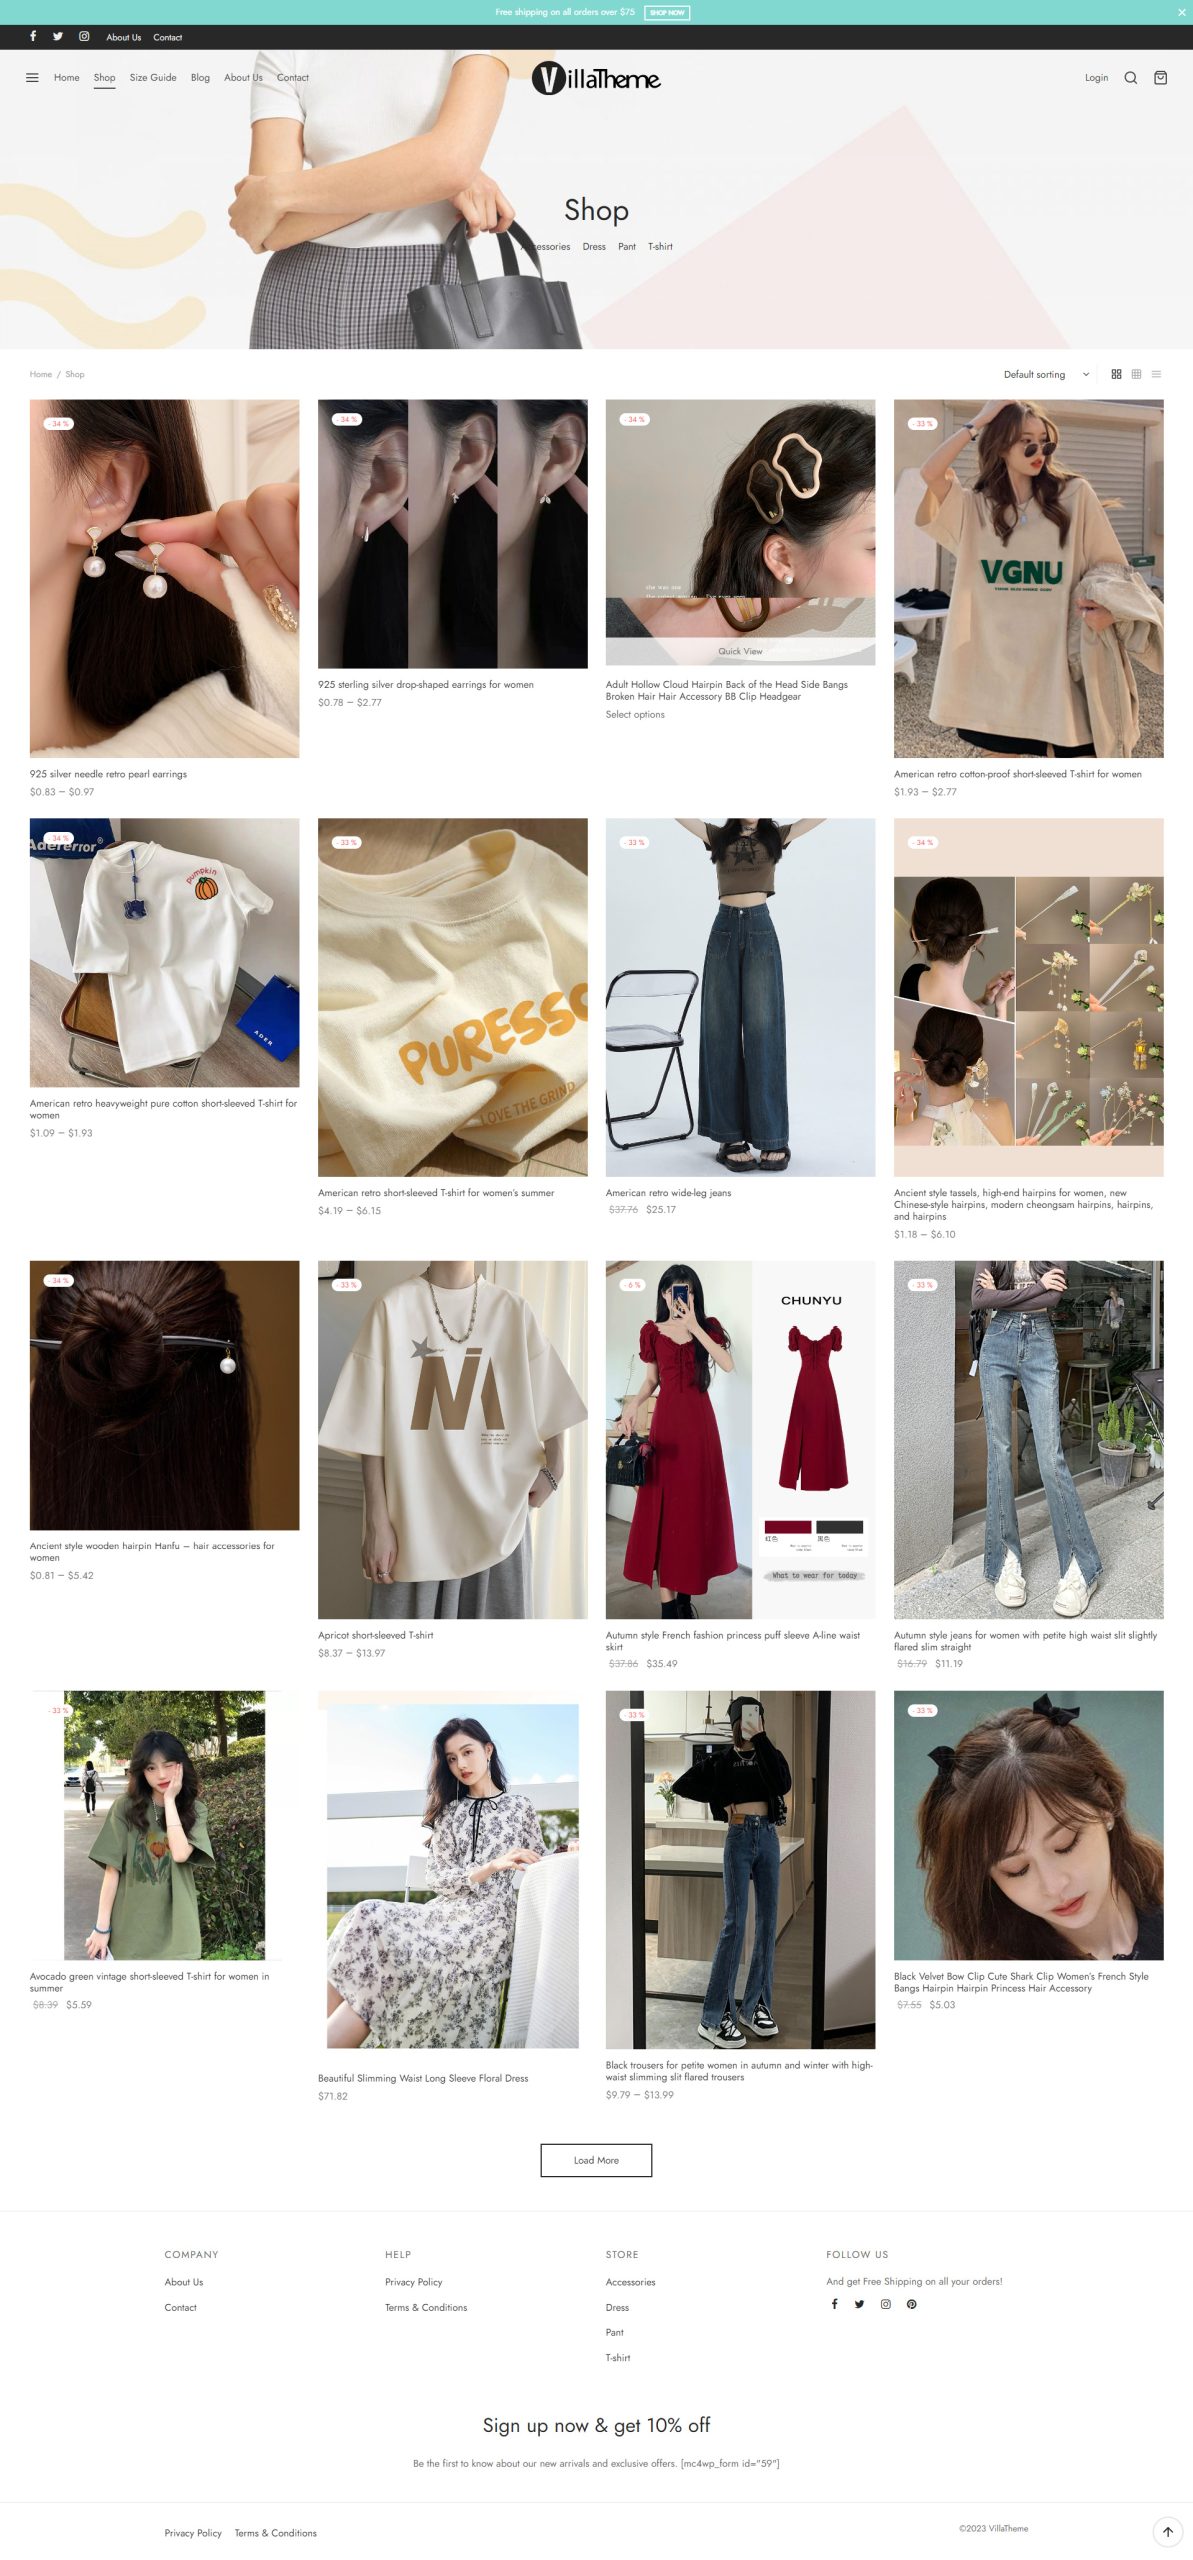 Free shipping on all orders over $75 SHOP NOW
About Us Contact
Home Shop Size Guide Blog About Us Contact
VillaTheme
Login
Shop
Accessories Dress Pant T-shirt
Home / Shop
Default sorting
- 34 %
- 34 %
- 34 %
- 33 %
she was one
VGNU
Quick View
925 silver needle retro pearl earrings
$0.83 – $0.97
925 sterling silver drop-shaped earrings for women
$0.78 – $2.77
Adult Hollow Cloud Hairpin Back of the Head Side Bangs
Broken Hair Hair Accessory BB Clip Headgear
Select options
American retro cotton-proof short-sleeved T-shirt for women
$1.93 – $2.77
- 34 %
- 33 %
- 33 %
- 34 %
Adererror®
pumpkin
ADER
PURESSO
LOVE THE GRIND
American retro heavyweight pure cotton short-sleeved T-shirt for
women
$1.09 – $1.93
American retro short-sleeved T-shirt for women's summer
$4.19 – $6.15
American retro wide-leg jeans
$37.76 $25.17
Ancient style tassels, high-end hairpins for women, new
Chinese-style hairpins, modern cheongsam hairpins, hairpins,
and hairpins
$1.18 – $6.10
- 34 %
- 33 %
- 6 %
- 33 %
CHUNYU
红色 黑色
What to wear for today
Ancient style wooden hairpin Hanfu – hair accessories for
women
$0.81 – $5.42
Apricot short-sleeved T-shirt
$8.37 – $13.97
Autumn style French fashion princess puff sleeve A-line waist
skirt
$37.86 $35.49
Autumn style jeans for women with petite high waist slit slightly
flared slim straight
$16.79 $11.19
- 33 %
- 33 %
- 33 %
Avocado green vintage short-sleeved T-shirt for women in
summer
$8.39 $5.59
Beautiful Slimming Waist Long Sleeve Floral Dress
$71.82
Black trousers for petite women in autumn and winter with high-
waist slimming slit flared trousers
$9.79 – $13.99
Black Velvet Bow Clip Cute Shark Clip Women's French Style
Bangs Hairpin Hairpin Princess Hair Accessory
$7.55 $5.03
Load More
COMPANY
About Us
Contact
HELP
Privacy Policy
Terms & Conditions
STORE
Accessories
Dress
Pant
T-shirt
FOLLOW US
And get Free Shipping on all your orders!
Sign up now & get 10% off
Be the first to know about our new arrivals and exclusive offers. [mc4wp_form id="59"]
Privacy Policy Terms & Conditions
©2023 VillaTheme